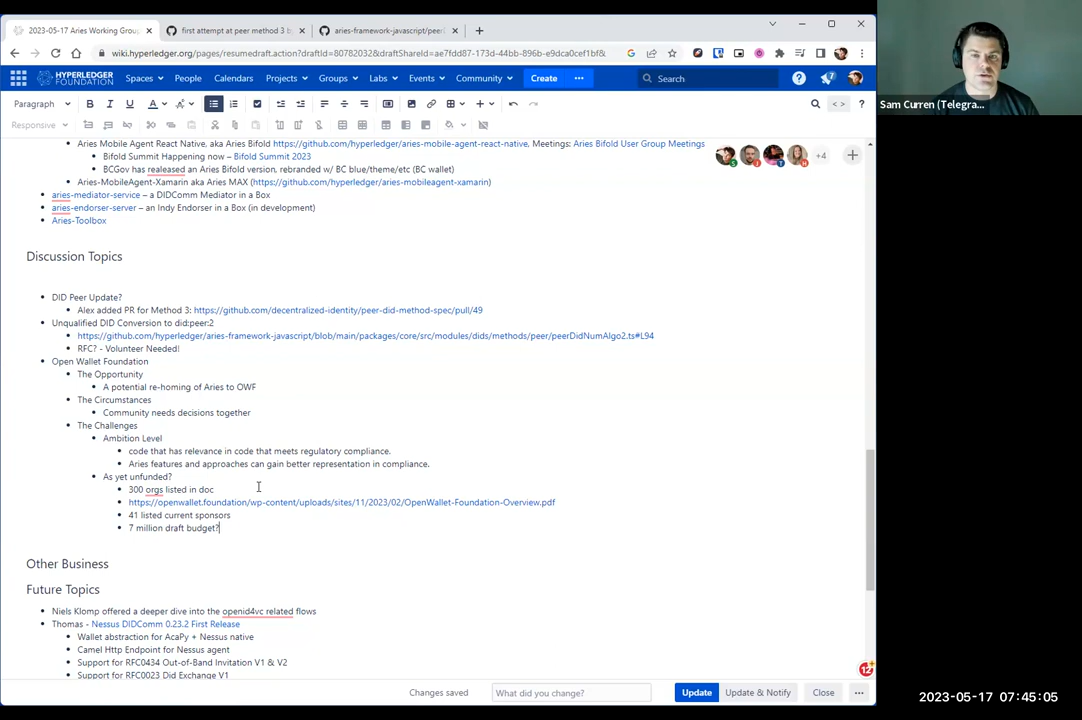 2023-05-17 Aries Working Grou
first attempt at peer method 3 b
aries-framework-javascript/peerI
wiki.hyperledger.org/pages/resumedraft.action?draftId=80782032&draftShareId=ae7fdd87-173d-44bb-896b-e9dca0cef1bf&
HYPERLEDGER FOUNDATION
Spaces People Calendars Projects Groups Labs Events Community Create Search
Paragraph
Responsive
Aries Mobile Agent React Native, aka Aries Bifold https://github.com/hyperledger/aries-mobile-agent-react-native, Meetings: Aries Bifold User Group Meetings
Bifold Summit Happening now – Bifold Summit 2023
BCGov has realeased an Aries Bifold version, rebranded w/ BC blue/theme/etc (BC wallet)
Aries-MobileAgent-Xamarin aka Aries MAX (https://github.com/hyperledger/aries-mobileagent-xamarin)
aries-mediator-service – a DIDComm Mediator in a Box
aries-endorser-server – an Indy Endorser in a Box (in development)
Aries-Toolbox
+4
Discussion Topics
DID Peer Update?
Alex added PR for Method 3: https://github.com/decentralized-identity/peer-did-method-spec/pull/49
Unqualified DID Conversion to did:peer:2
https://github.com/hyperledger/aries-framework-javascript/blob/main/packages/core/src/modules/dids/methods/peer/peerDidNumAlgo2.ts#L94
RFC? - Volunteer Needed!
Open Wallet Foundation
The Opportunity
A potential re-homing of Aries to OWF
The Circumstances
Community needs decisions together
The Challenges
Ambition Level
code that has relevance in code that meets regulatory compliance.
Aries features and approaches can gain better representation in compliance.
As yet unfunded?
300 orgs listed in doc
https://openwallet.foundation/wp-content/uploads/sites/11/2023/02/OpenWallet-Foundation-Overview.pdf
41 listed current sponsors
7 million draft budget?
Other Business
Future Topics
Niels Klomp offered a deeper dive into the openid4vc related flows
Thomas - Nessus DIDComm 0.23.2 First Release
Wallet abstraction for AcaPy + Nessus native
Camel Http Endpoint for Nessus agent
Support for RFC0434 Out-of-Band Invitation V1 & V2
Support for RFC0023 Did Exchange V1
12
Changes saved
What did you change?
Update Update & Notify Close
Sam Curren (Telegra...
2023-05-17 07:45:05